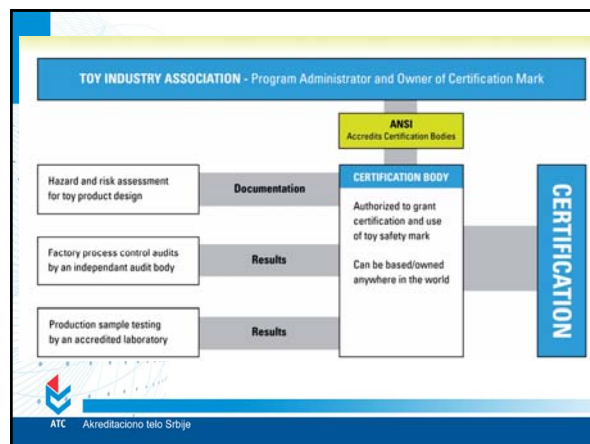 TOY INDUSTRY ASSOCIATION - Program Administrator and Owner of Certification Mark
ANSI
Accredits Certification Bodies
Hazard and risk assessment
for toy product design
Documentation
CERTIFICATION BODY
Authorized to grant
certification and use
of toy safety mark
Can be based/owned
anywhere in the world
Factory process control audits
by an independant audit body
Results
Production sample testing
by an accredited laboratory
Results
CERTIFICATION
ATC Akreditaciono telo Srbije